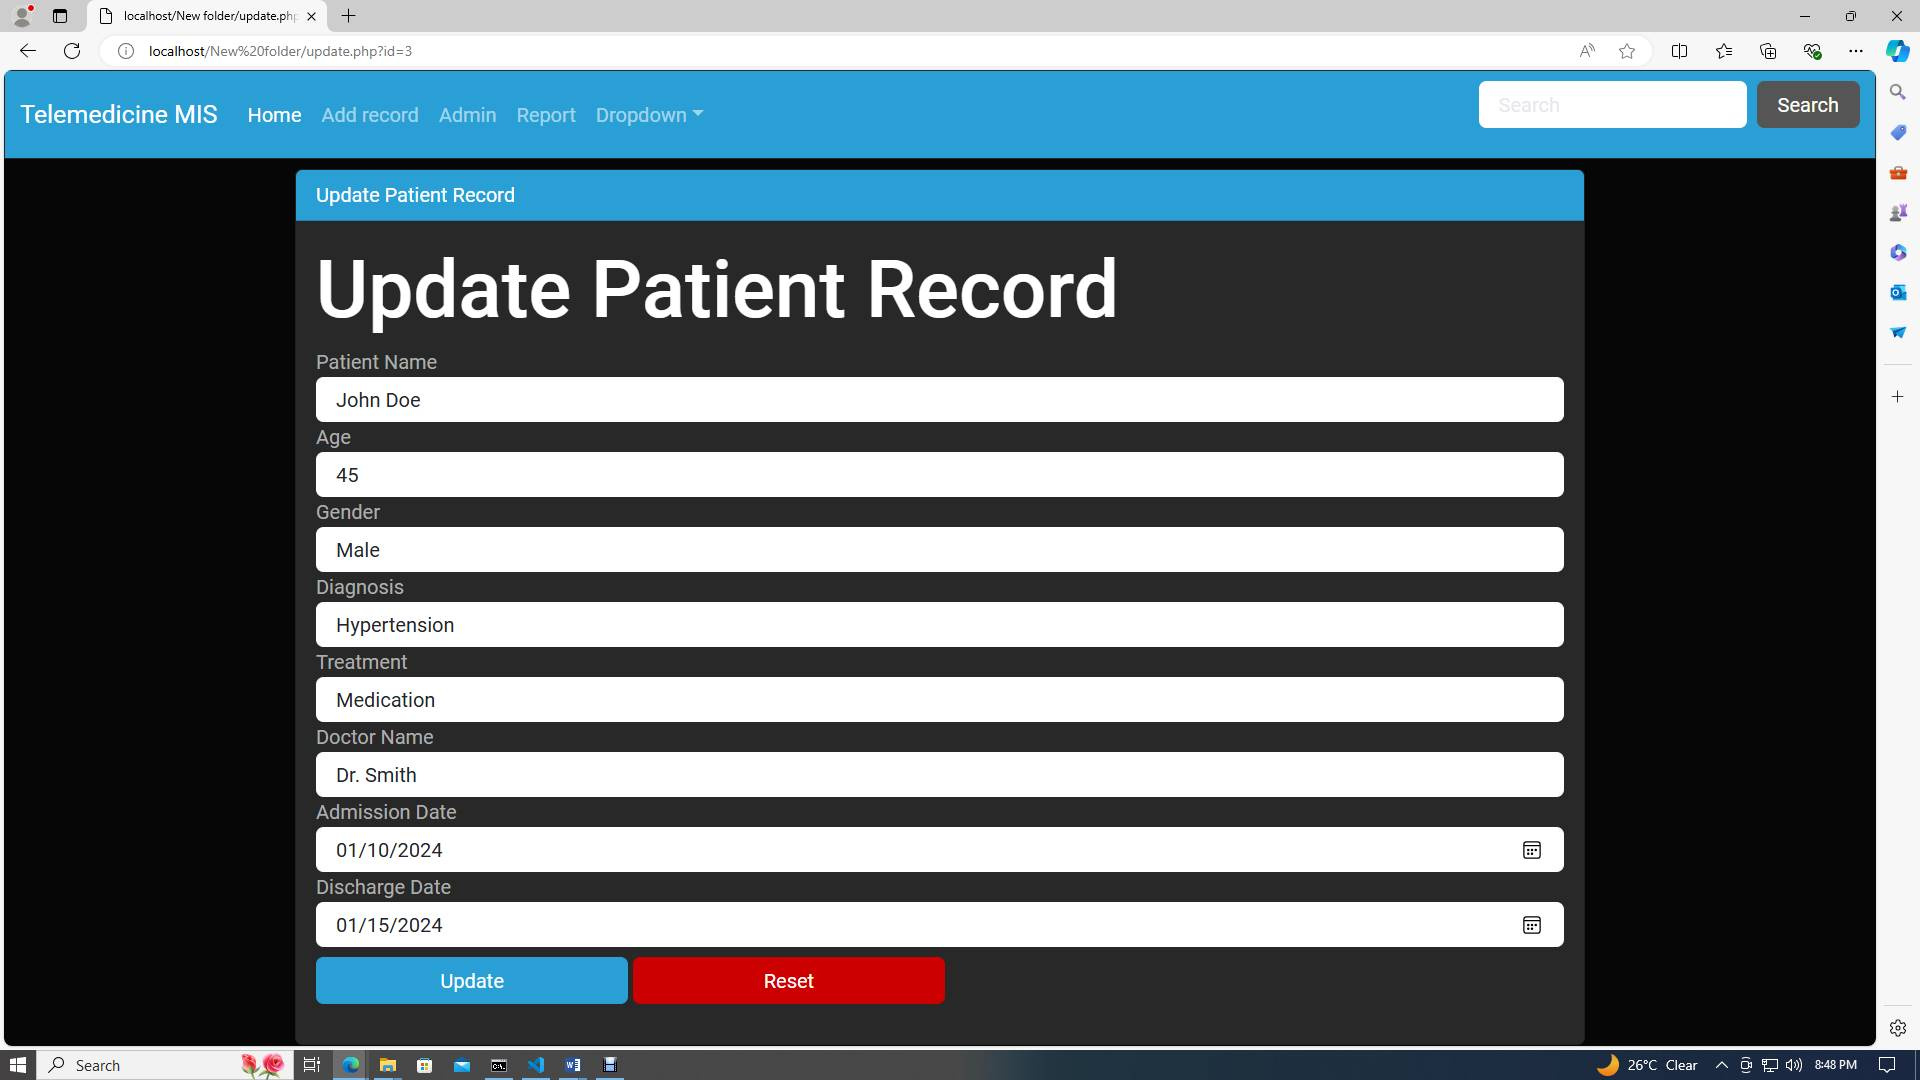 localhost/New folder/update.php
localhost/New%20folder/update.php?id=3
Telemedicine MIS Home Add record Admin Report Dropdown Search Search
Update Patient Record
Update Patient Record
Patient Name
John Doe
Age
45
Gender
Male
Diagnosis
Hypertension
Treatment
Medication
Doctor Name
Dr. Smith
Admission Date
01/10/2024
Discharge Date
01/15/2024
Update Reset
Search 26°C Clear 8:48 PM